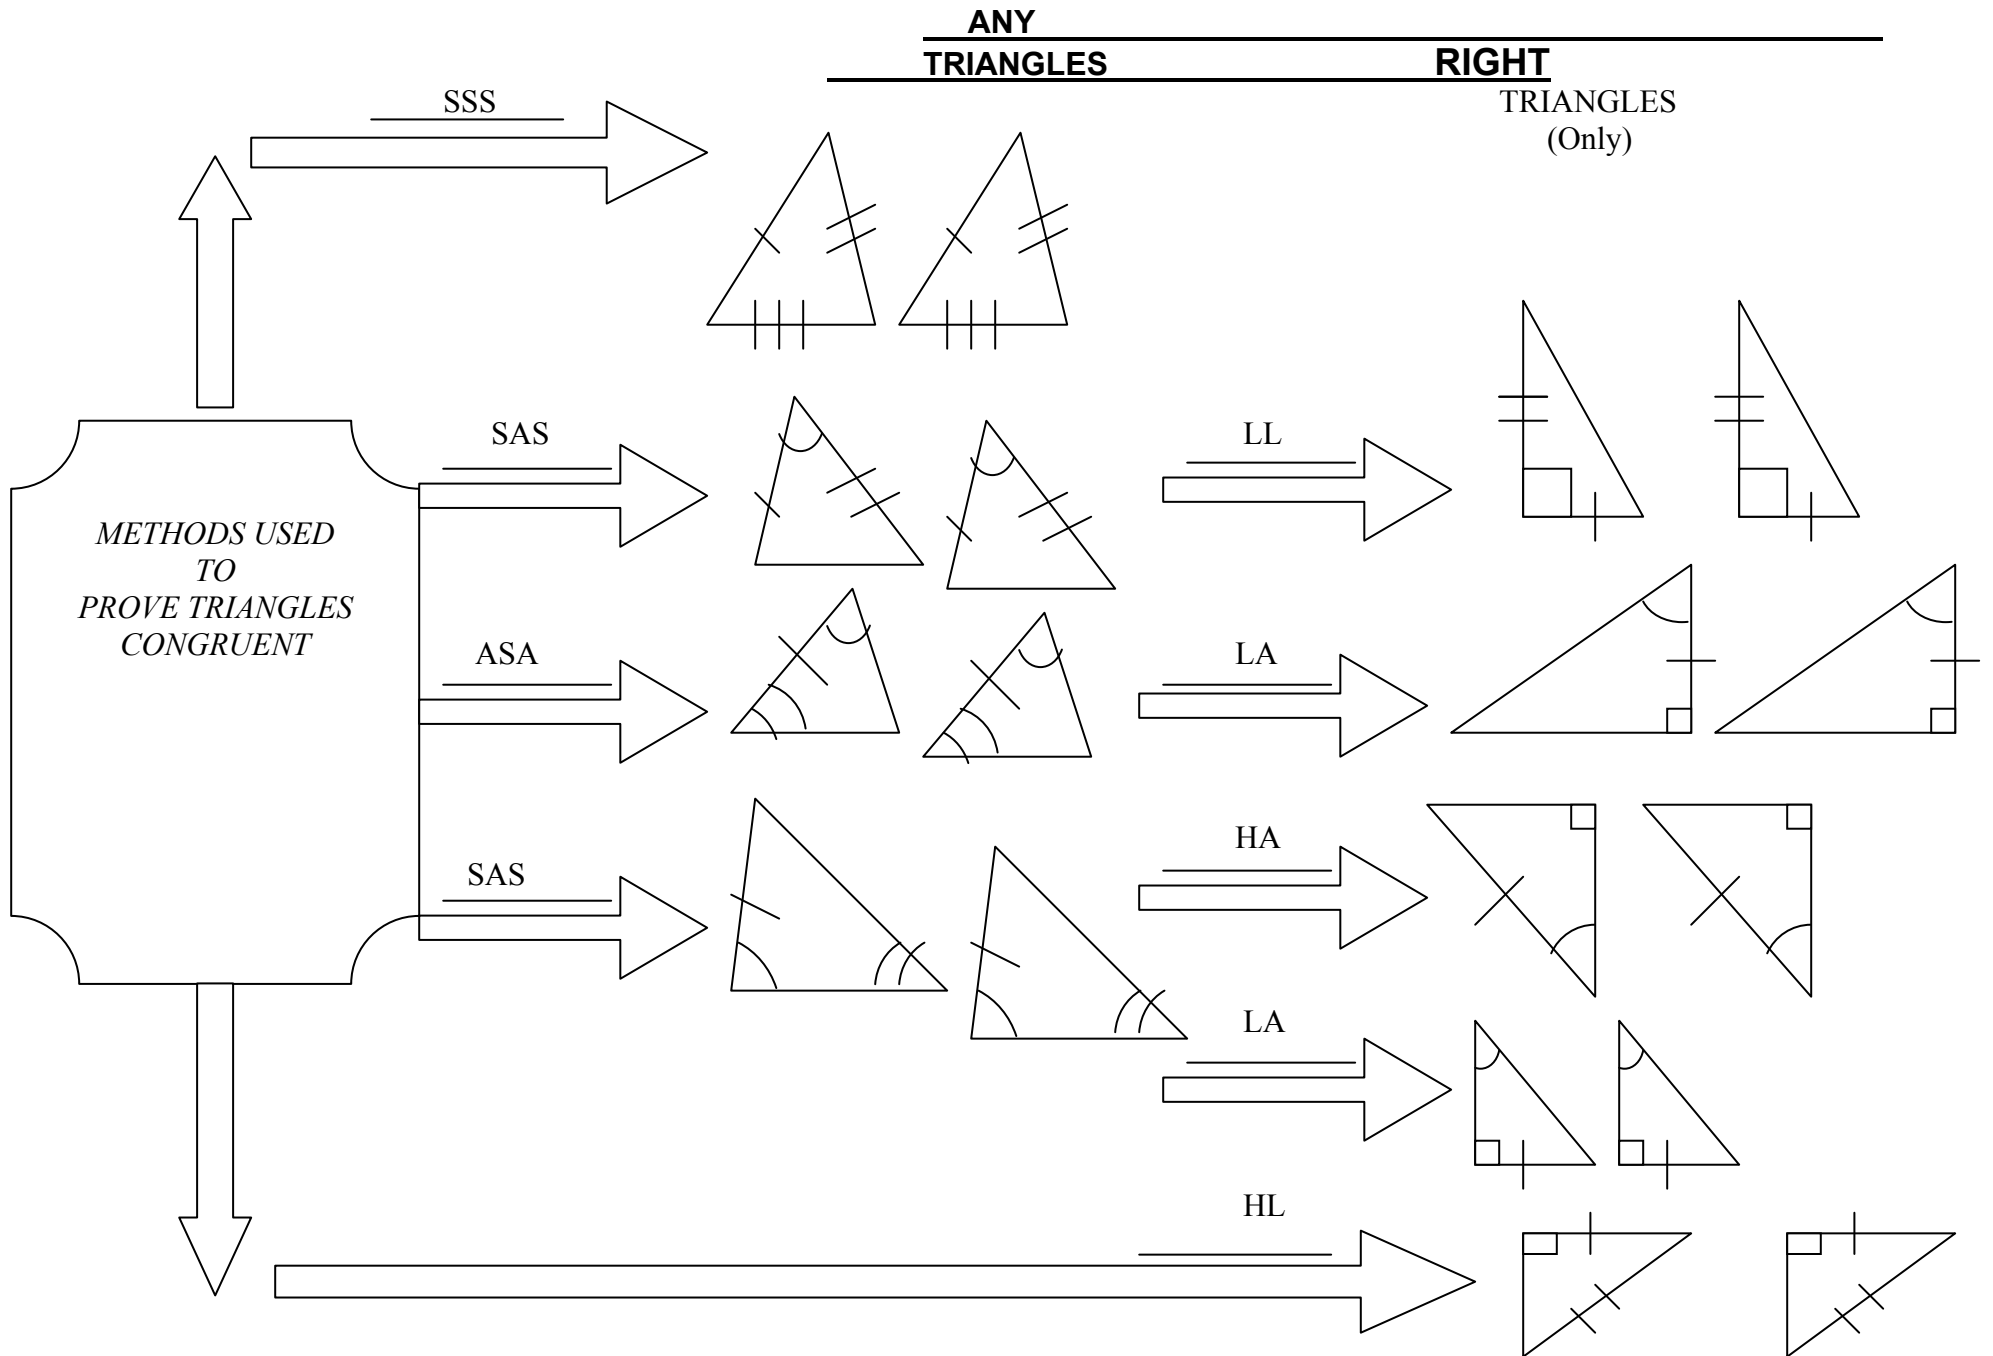 ANY
TRIANGLES
RIGHT
TRIANGLES
(Only)
SSS
SAS
LL
METHODS USED
TO
PROVE TRIANGLES
CONGRUENT
ASA
LA
SAS
HA
LA
HL